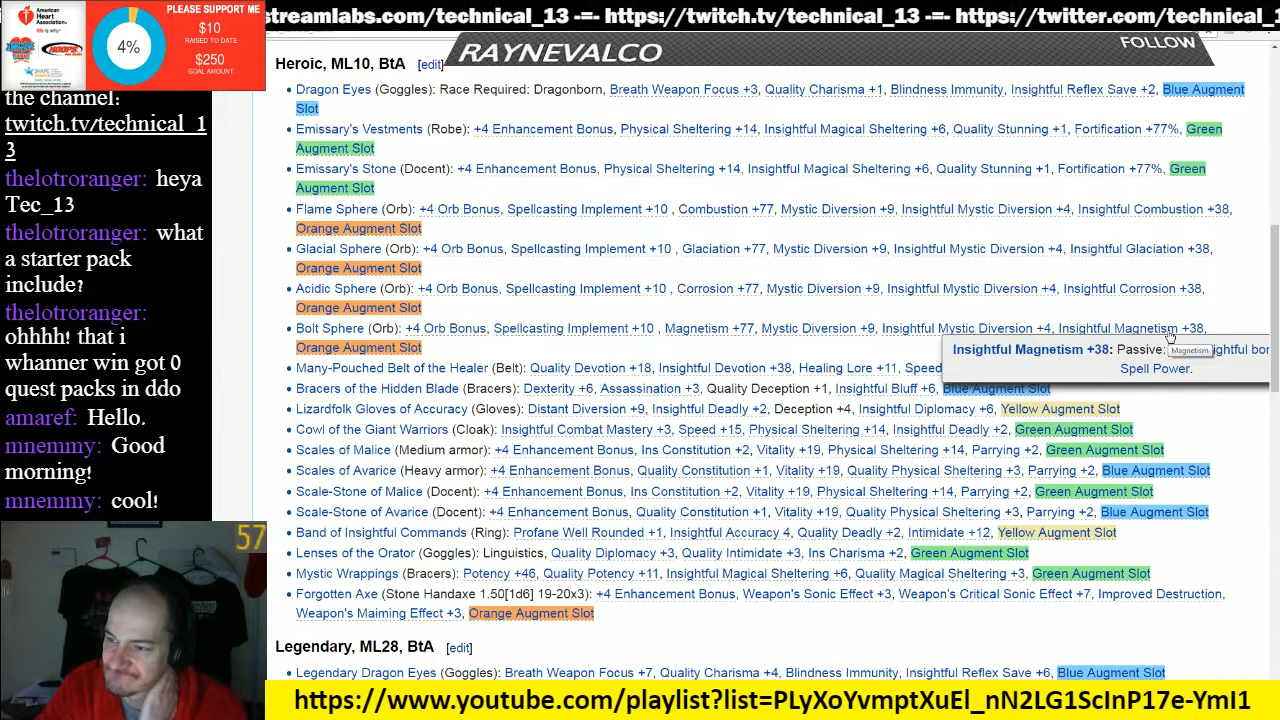 American Heart Association®
life is why™
HOOPS
SHAPE
4%
PLEASE SUPPORT ME
$10
RAISED TO DATE
$250
GOAL AMOUNT
streamlabs.com/technical_13 -=- https://twitch.tv/technical_13 -=- https://twitter.com/technical_1
RAYNEVALCO
FOLLOW
the channel!
twitch.tv/technical_1
3
thelotroranger: heya
Tec_13
thelotroranger: what
a starter pack
include?
thelotroranger:
ohhhh! that i
whanner win got 0
quest packs in ddo
amaref: Hello.
mnemmy: Good
morning!
mnemmy: cool!
57
Heroic, ML10, BtA [edit]
Dragon Eyes (Goggles): Race Required: Dragonborn, Breath Weapon Focus +3, Quality Charisma +1, Blindness Immunity, Insightful Reflex Save +2, Blue Augment
Slot
Emissary's Vestments (Robe): +4 Enhancement Bonus, Physical Sheltering +14, Insightful Magical Sheltering +6, Quality Stunning +1, Fortification +77%, Green
Augment Slot
Emissary's Stone (Docent): +4 Enhancement Bonus, Physical Sheltering +14, Insightful Magical Sheltering +6, Quality Stunning +1, Fortification +77%, Green
Augment Slot
Flame Sphere (Orb): +4 Orb Bonus, Spellcasting Implement +10 , Combustion +77, Mystic Diversion +9, Insightful Mystic Diversion +4, Insightful Combustion +38,
Orange Augment Slot
Glacial Sphere (Orb): +4 Orb Bonus, Spellcasting Implement +10 , Glaciation +77, Mystic Diversion +9, Insightful Mystic Diversion +4, Insightful Glaciation +38,
Orange Augment Slot
Acidic Sphere (Orb): +4 Orb Bonus, Spellcasting Implement +10 , Corrosion +77, Mystic Diversion +9, Insightful Mystic Diversion +4, Insightful Corrosion +38,
Orange Augment Slot
Bolt Sphere (Orb): +4 Orb Bonus, Spellcasting Implement +10 , Magnetism +77, Mystic Diversion +9, Insightful Mystic Diversion +4, Insightful Magnetism +38,
Orange Augment Slot
Insightful Magnetism +38: Passive: Magnetism ightful bor
Spell Power.
Many-Pouched Belt of the Healer (Belt): Quality Devotion +18, Insightful Devotion +38, Healing Lore +11, Speed
Bracers of the Hidden Blade (Bracers): Dexterity +6, Assassination +3, Quality Deception +1, Insightful Bluff +6, Blue Augment Slot
Lizardfolk Gloves of Accuracy (Gloves): Distant Diversion +9, Insightful Deadly +2, Deception +4, Insightful Diplomacy +6, Yellow Augment Slot
Cowl of the Giant Warriors (Cloak): Insightful Combat Mastery +3, Speed +15, Physical Sheltering +14, Insightful Deadly +2, Green Augment Slot
Scales of Malice (Medium armor): +4 Enhancement Bonus, Ins Constitution +2, Vitality +19, Physical Sheltering +14, Parrying +2, Green Augment Slot
Scales of Avarice (Heavy armor): +4 Enhancement Bonus, Quality Constitution +1, Vitality +19, Quality Physical Sheltering +3, Parrying +2, Blue Augment Slot
Scale-Stone of Malice (Docent): +4 Enhancement Bonus, Ins Constitution +2, Vitality +19, Physical Sheltering +14, Parrying +2, Green Augment Slot
Scale-Stone of Avarice (Docent): +4 Enhancement Bonus, Quality Constitution +1, Vitality +19, Quality Physical Sheltering +3, Parrying +2, Blue Augment Slot
Band of Insightful Commands (Ring): Profane Well Rounded +1, Insightful Accuracy 4, Quality Deadly +2, Intimidate +12, Yellow Augment Slot
Lenses of the Orator (Goggles): Linguistics, Quality Diplomacy +3, Quality Intimidate +3, Ins Charisma +2, Green Augment Slot
Mystic Wrappings (Bracers): Potency +46, Quality Potency +11, Insightful Magical Sheltering +6, Quality Magical Sheltering +3, Green Augment Slot
Forgotten Axe (Stone Handaxe 1.50[1d6] 19-20x3): +4 Enhancement Bonus, Weapon's Sonic Effect +3, Weapon's Critical Sonic Effect +7, Improved Destruction,
Weapon's Maiming Effect +3, Orange Augment Slot
Legendary, ML28, BtA [edit]
Legendary Dragon Eyes (Goggles): Breath Weapon Focus +7, Quality Charisma +4, Blindness Immunity, Insightful Reflex Save +6, Blue Augment Slot
https://www.youtube.com/playlist?list=PLyXoYvmptXuEl_nN2LG1ScInP17e-YmI1